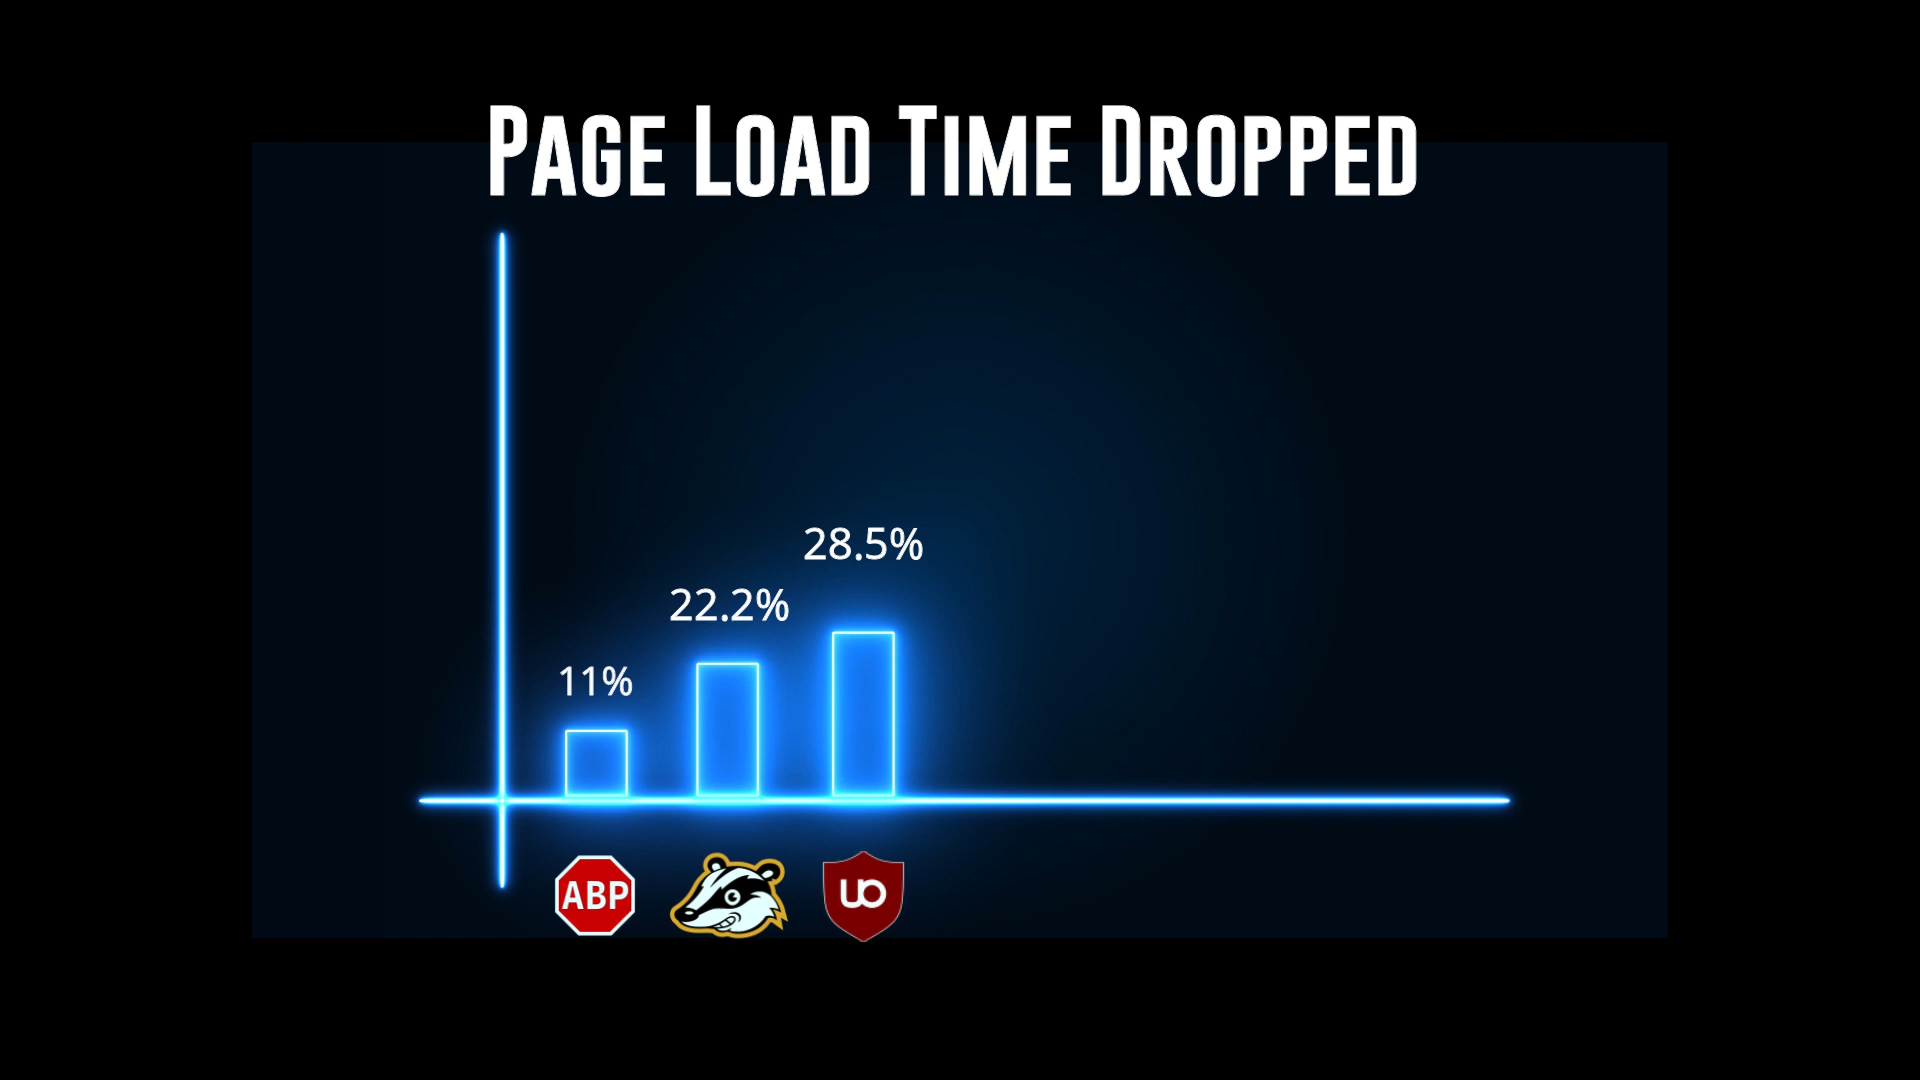 PAGE LOAD TIME DROPPED
28.5%
22.2%
11%
ABP
uo